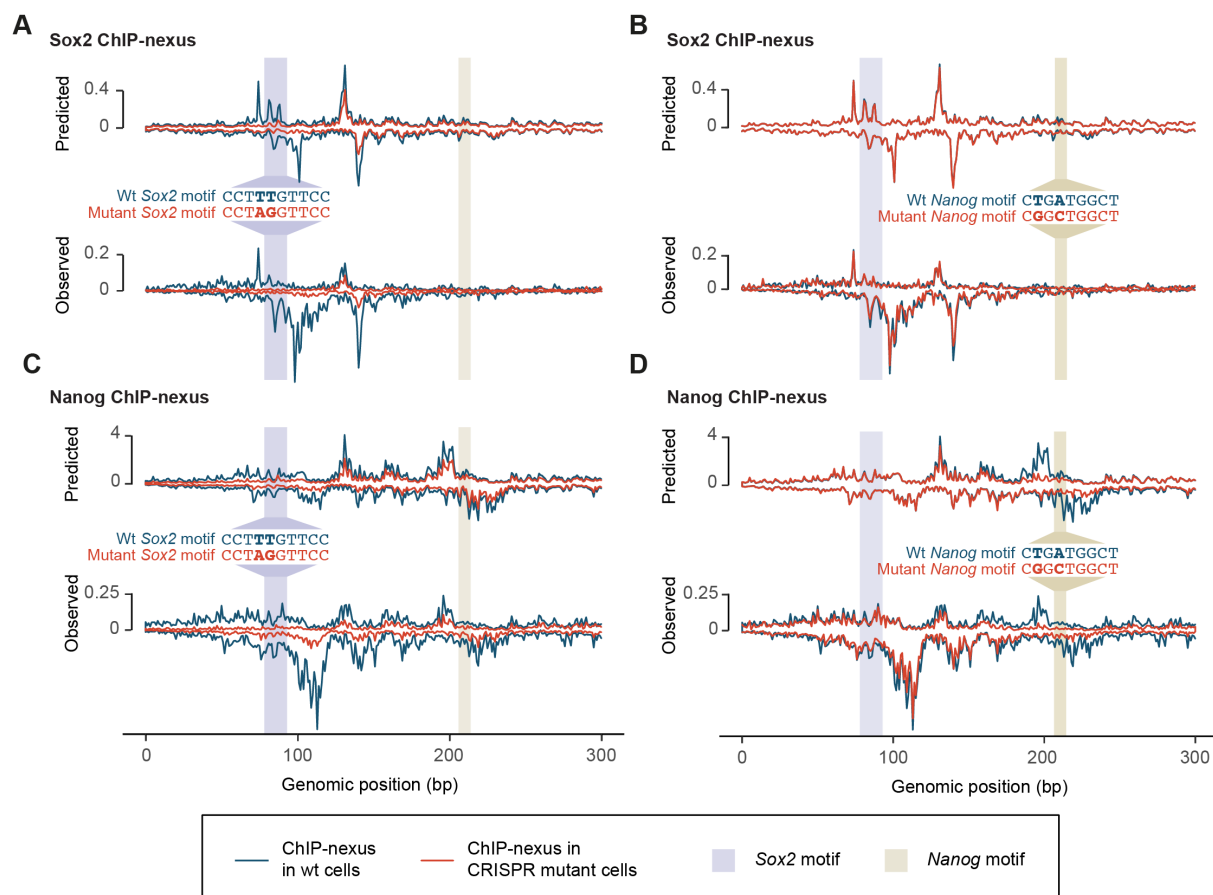 A
Sox2 ChIP-nexus
Predicted
0.4
0
Wt Sox2 motif CCTTTGTTCC
Mutant Sox2 motif CCTAGGTTCC
Observed
0.2
0
B
Sox2 ChIP-nexus
Predicted
0.4
0
Wt Nanog motif CTGATGGCT
Mutant Nanog motif CGGCTGGCT
Observed
0.2
0
C
Nanog ChIP-nexus
Predicted
4
0
Wt Sox2 motif CCTTTGTTCC
Mutant Sox2 motif CCTAGGTTCC
Observed
0.25
0
0 100 200 300
Genomic position (bp)
D
Nanog ChIP-nexus
Predicted
4
0
Wt Nanog motif CTGATGGCT
Mutant Nanog motif CGGCTGGCT
Observed
0.25
0
0 100 200 300
Genomic position (bp)
ChIP-nexus
in wt cells
ChIP-nexus in
CRISPR mutant cells
Sox2 motif
Nanog motif